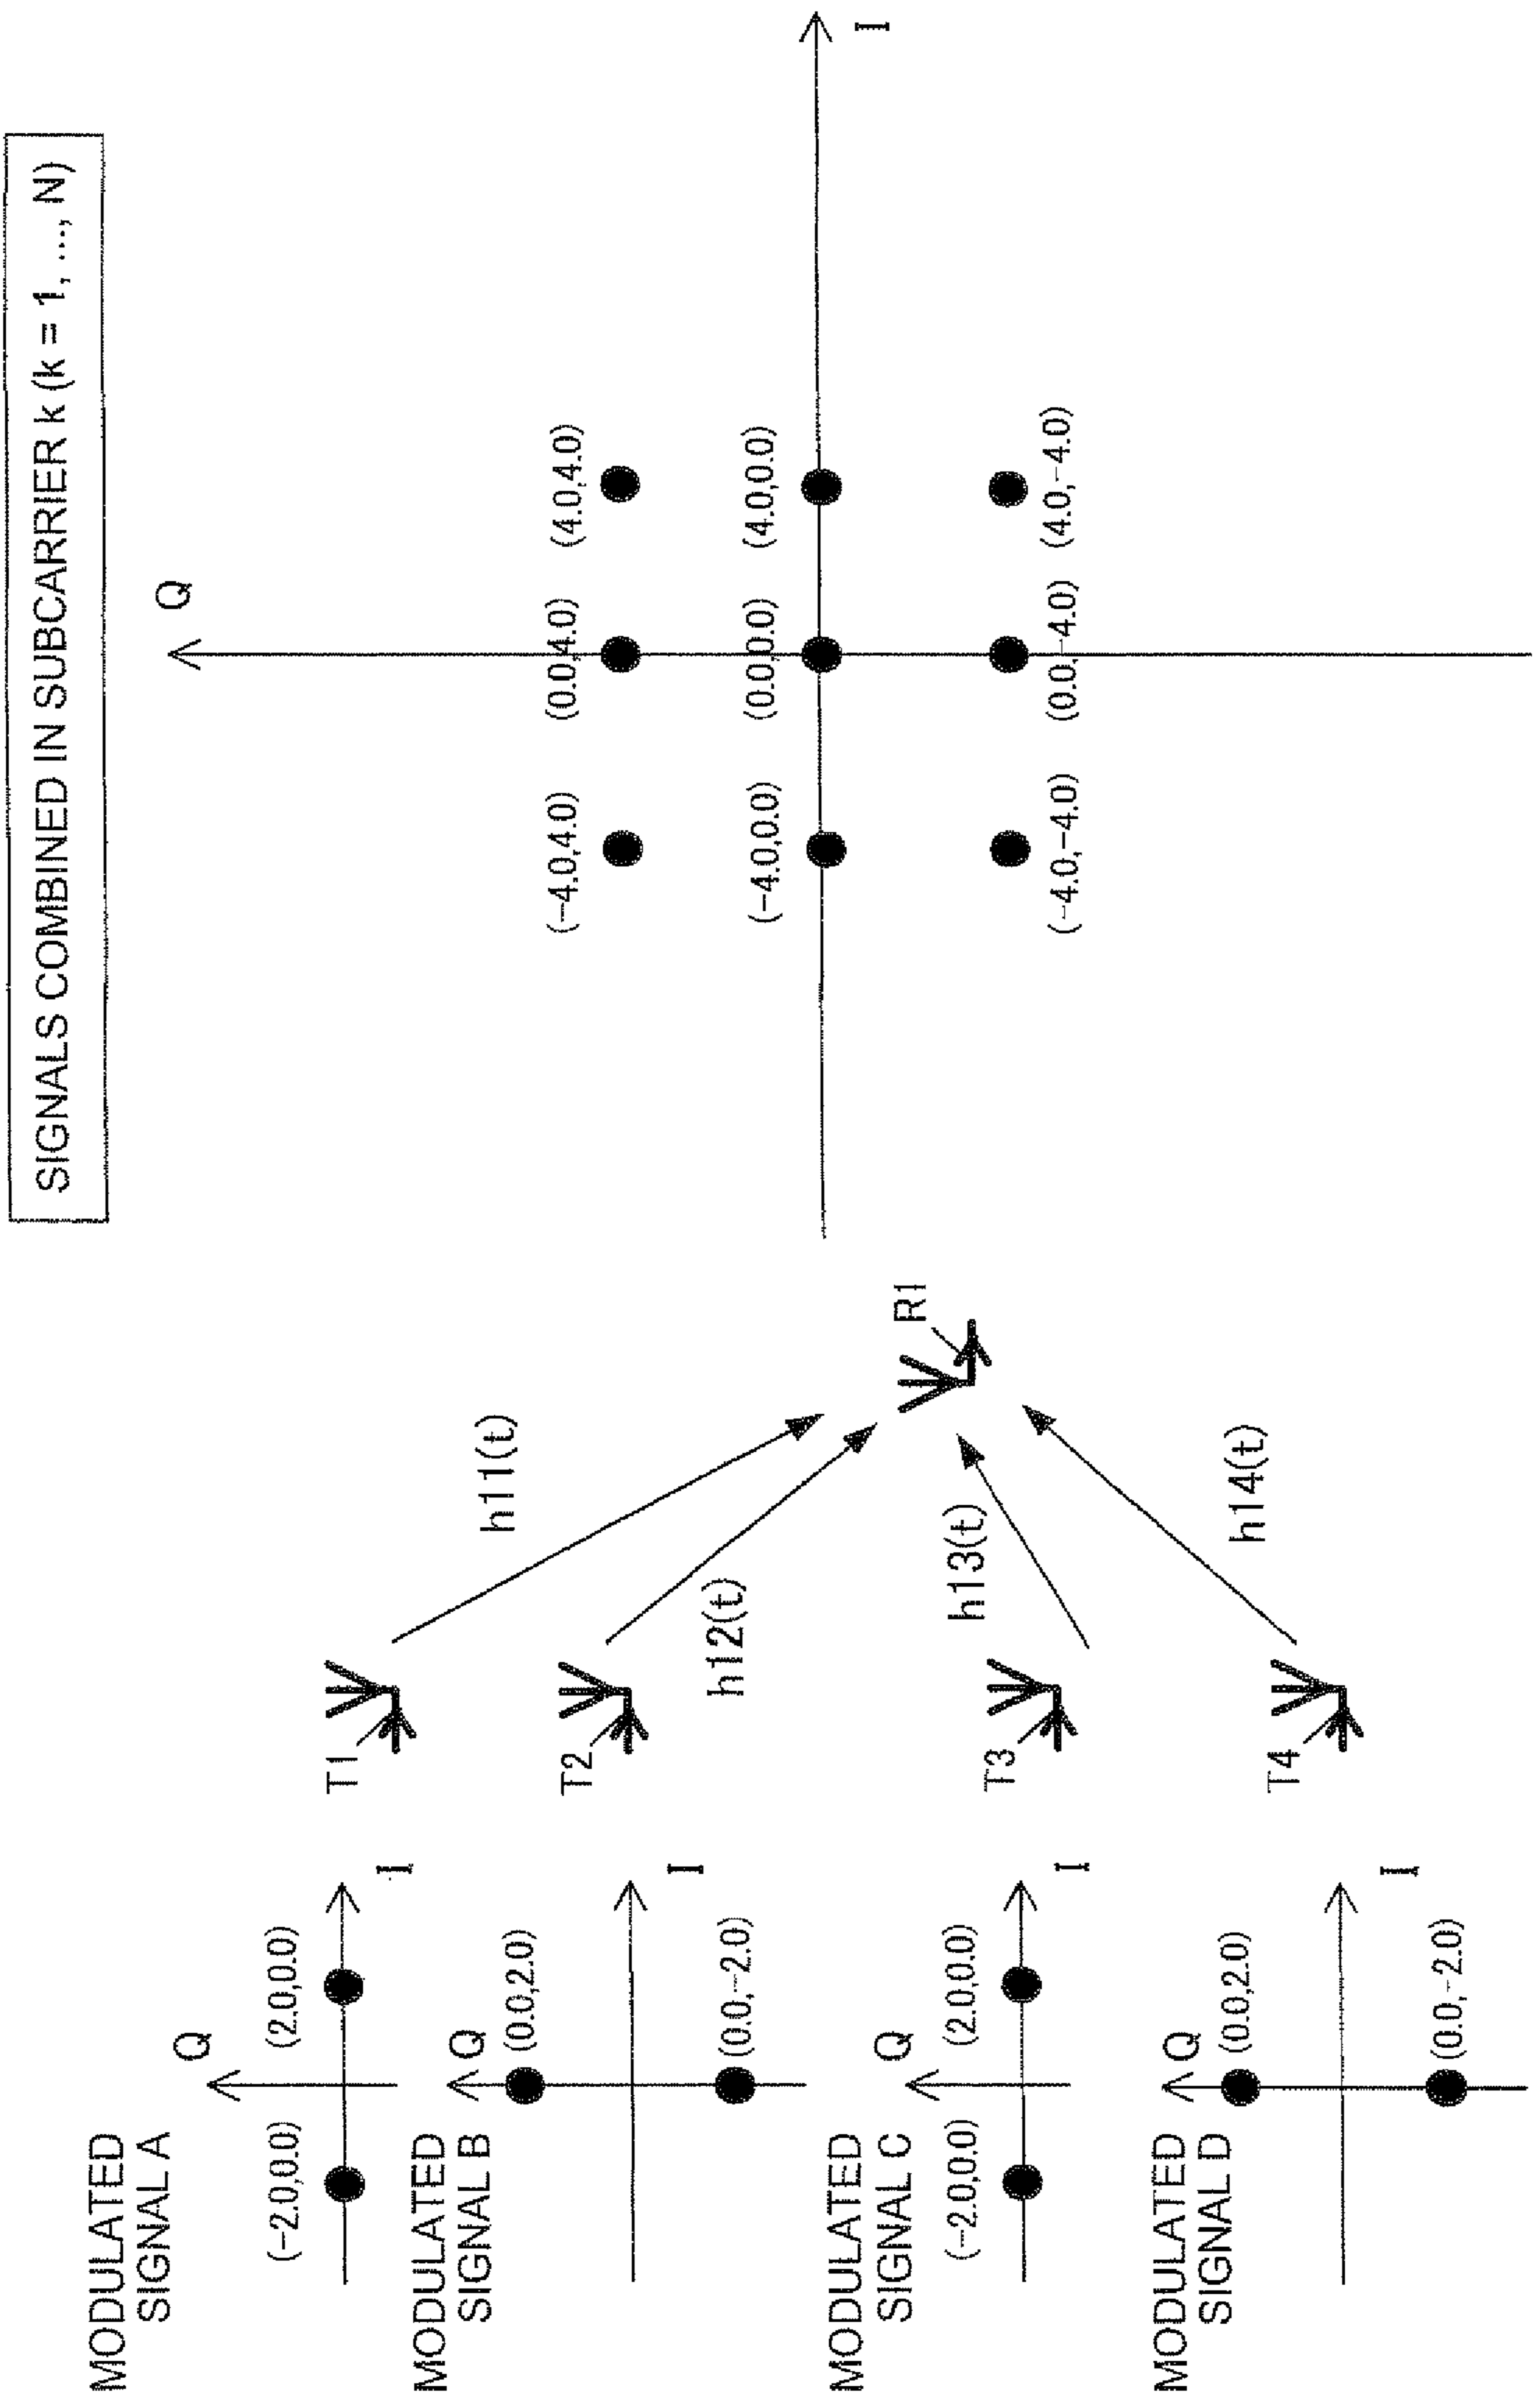 MODULATED
SIGNAL A
Q
(-2.0,0.0)
(2.0,0.0)
I
MODULATED
SIGNAL B
Q
(0.0,2.0)
(0.0,-2.0)
I
MODULATED
SIGNAL C
Q
(-2.0,0.0)
(2.0,0.0)
I
MODULATED
SIGNAL D
Q
(0.0,2.0)
(0.0,-2.0)
I
T1
T2
T3
T4
h11(t)
h12(t)
h13(t)
h14(t)
R1
SIGNALS COMBINED IN SUBCARRIER k (k = 1, ..., N)
Q
(-4.0,4.0)
(0.0,4.0)
(4.0,4.0)
(-4.0,0.0)
(0.0,0.0)
(4.0,0.0)
I
(-4.0,-4.0)
(0.0,-4.0)
(4.0,-4.0)